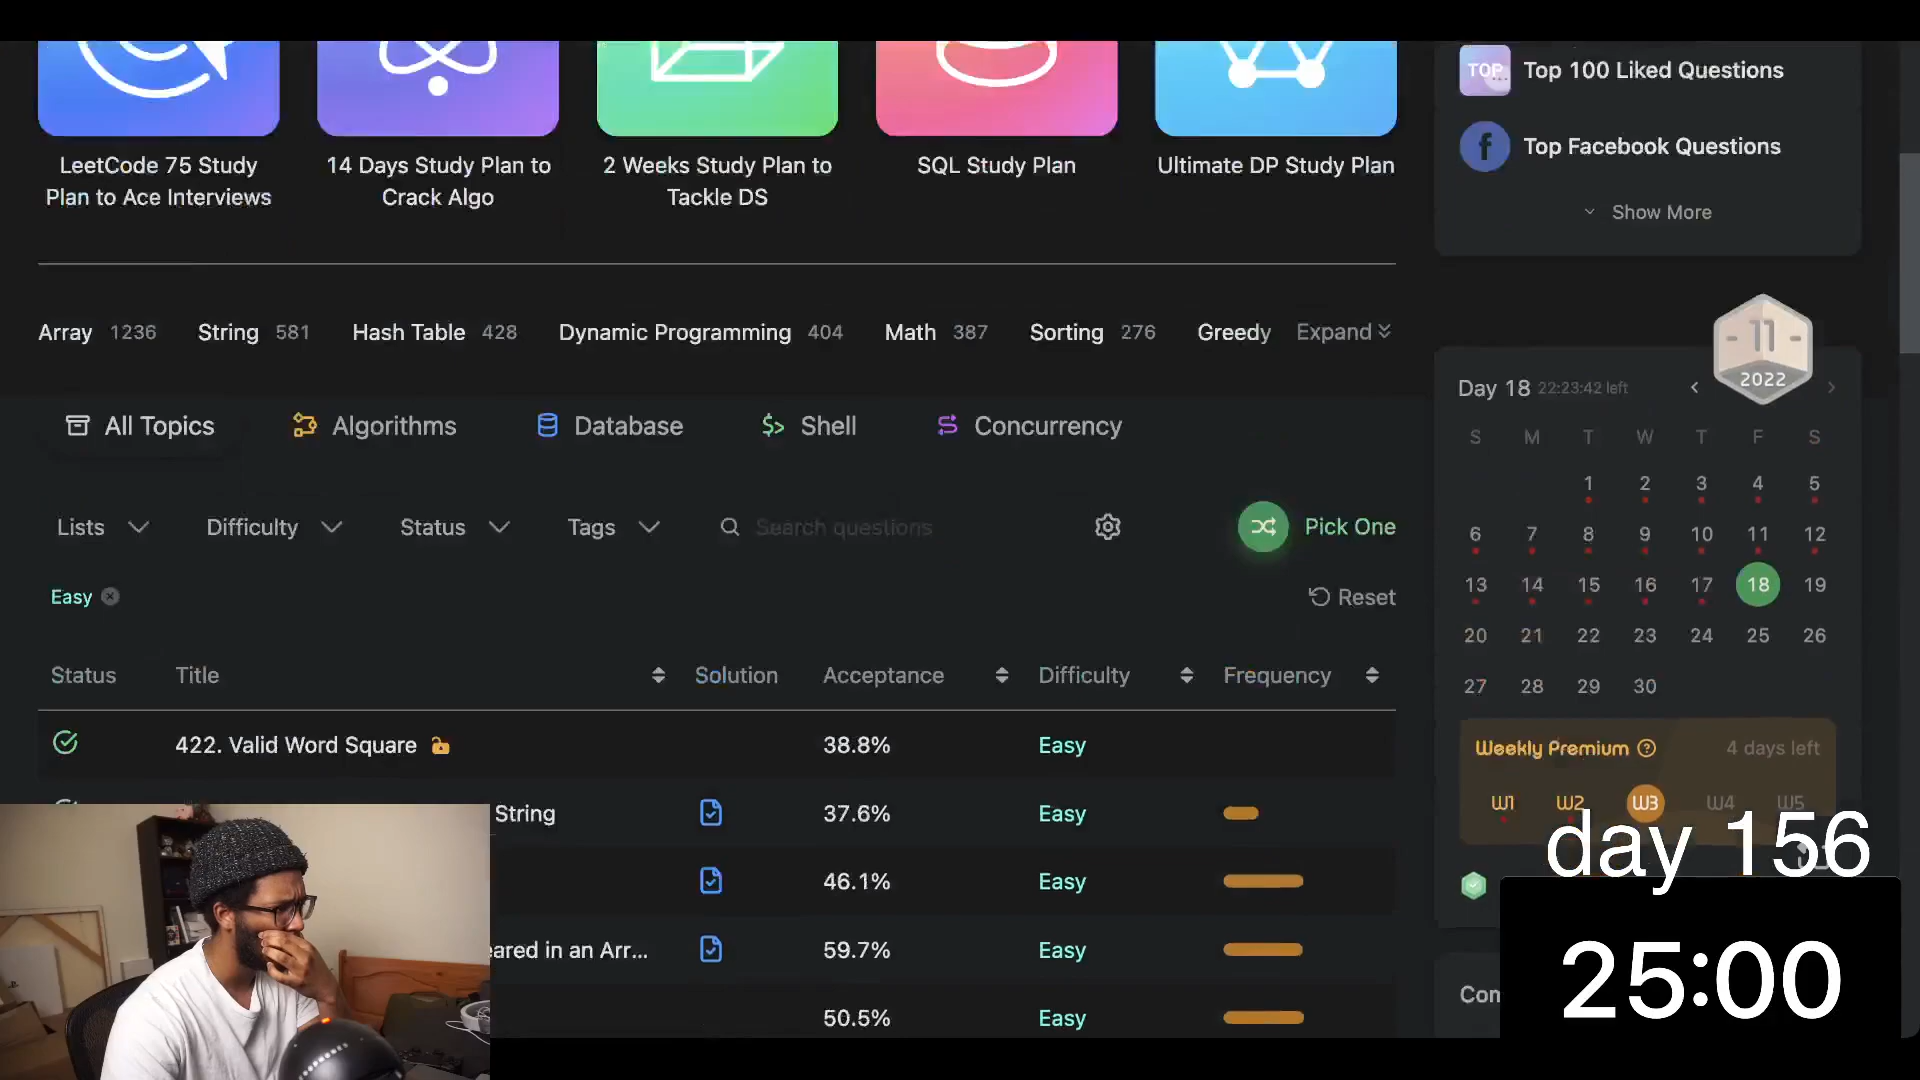 TOP
Top 100 Liked Questions
Top Facebook Questions
Show More
LeetCode 75 Study
Plan to Ace Interviews
14 Days Study Plan to
Crack Algo
2 Weeks Study Plan to
Tackle DS
SQL Study Plan
Ultimate DP Study Plan
Array 1236 String 581 Hash Table 428 Dynamic Programming 404 Math 387 Sorting 276 Greedy Expand
All Topics Algorithms Database Shell Concurrency
Lists Difficulty Status Tags Search questions Pick One
Easy Reset
Status Title Solution Acceptance Difficulty Frequency
422. Valid Word Square 38.8% Easy
String 37.6% Easy
46.1% Easy
eared in an Arr... 59.7% Easy
50.5% Easy
11
2022
Day 18 22:23:42 left
S M T W T F S
1 2 3 4 5
6 7 8 9 10 11 12
13 14 15 16 17 18 19
20 21 22 23 24 25 26
27 28 29 30
Weekly Premium 4 days left
W1 W2 W3 W4 W5
day 156
Con
25:00